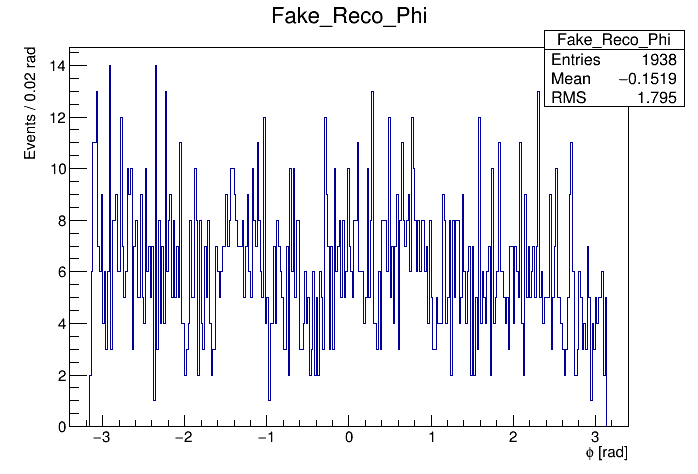 Fake_Reco_Phi
Fake_Reco_Phi
Entries 1938
Mean −0.1519
RMS 1.795
Events / 0.02 rad
14
12
10
8
6
4
2
0
−3 −2 −1 0 1 2 3
ϕ [rad]